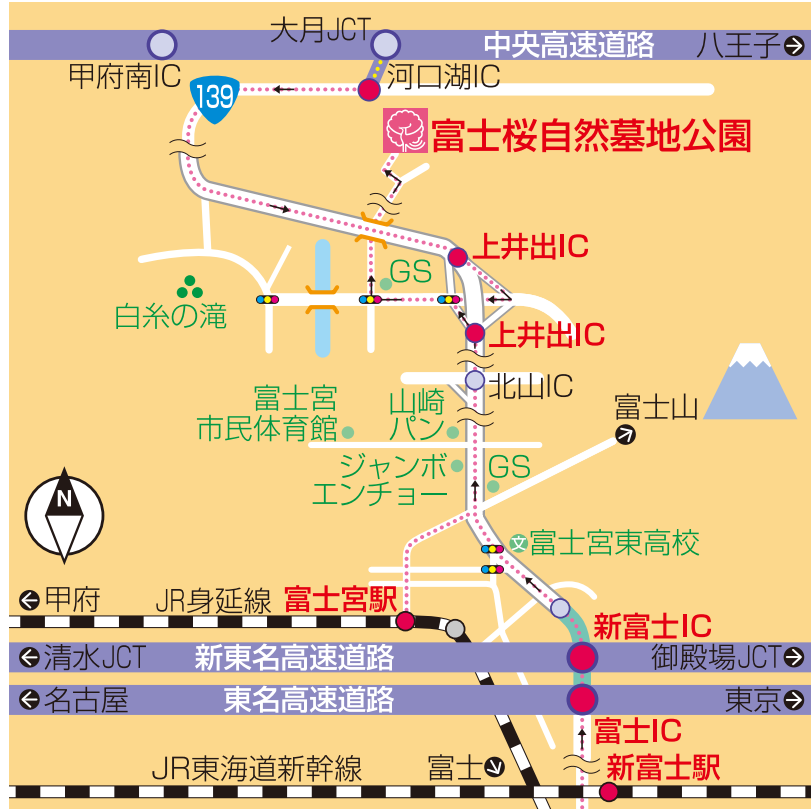 大月JCT
中央高速道路
八王子
甲府南IC
河口湖IC
139
富士桜自然墓地公園
上井出IC
GS
白糸の滝
上井出IC
北山IC
富士宮
市民体育館
山崎
パン
富士山
ジャンボ
エンチョー
GS
N
文
富士宮東高校
甲府
JR身延線
富士宮駅
新富士IC
清水JCT
新東名高速道路
御殿場JCT
名古屋
東名高速道路
東京
富士IC
JR東海道新幹線
富士
新富士駅